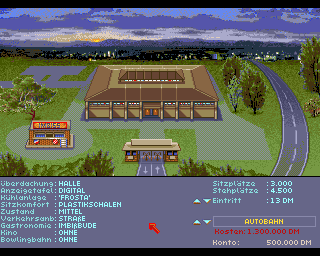 Überdachung: HALLE
Anzeigetafel: DIGITAL
Kühlanlage : 'FROSTA'
Sitzkomfort : PLASTIKSCHALEN
Zustand : MITTEL
Verkehrsanb: STRAßE
Gastronomie : IMBIßBUDE
Kino : OHNE
Bowlingbahn : OHNE
Sitzplätze : 3.000
Stehplätze : 4.500
Eintritt : 13 DM
AUTOBAHN
Kosten: 1.300.000 DM
Konto: 500.000 DM